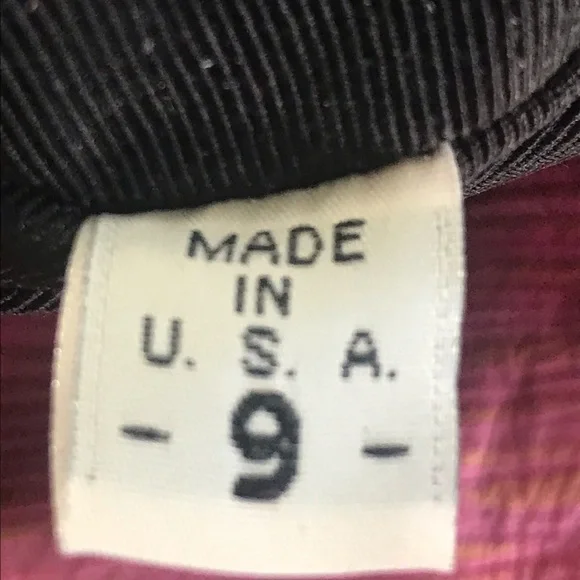 MADE
IN
U. S. A.
- 9 -